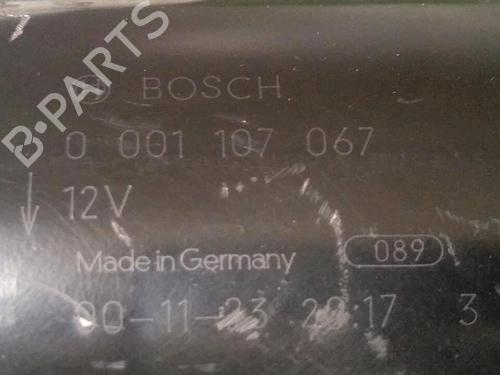 B-PARTS
BOSCH
0 001 107 067
12V
Made in Germany
089
00-11-23 20:17 3